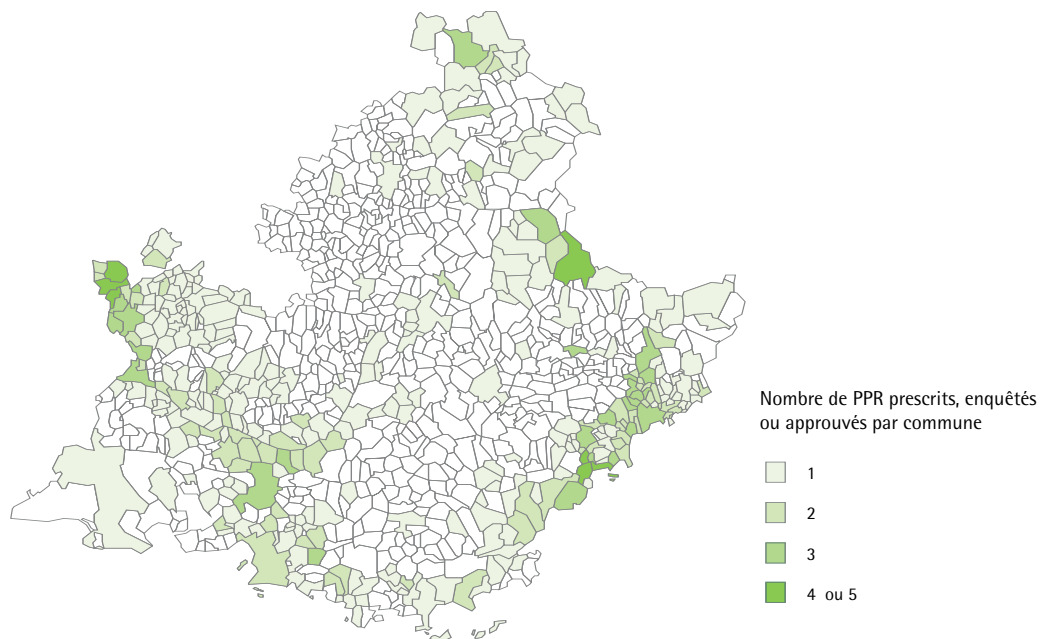 Nombre de PPR prescrits, enquêtés
ou approuvés par commune
1
2
3
4 ou 5